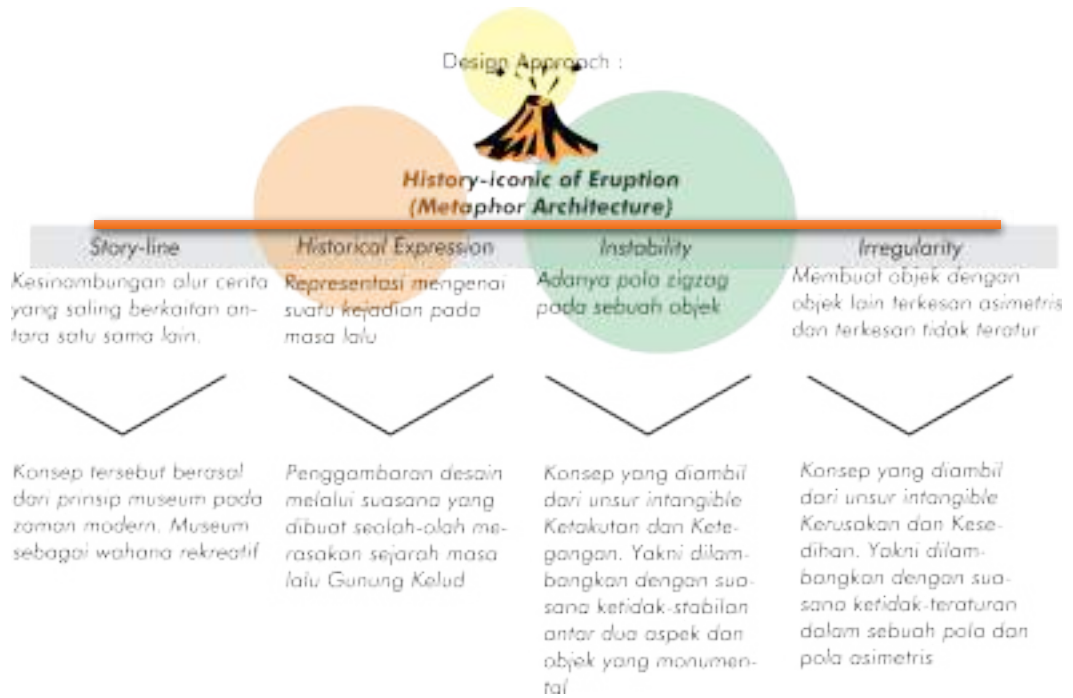 Design Approach :
History-iconic of Eruption
(Metaphor Architecture)
Story-line
Kesinambungan alur cerita
yang saling berkaitan an-
tara satu sama lain.
Konsep tersebut berasal
dari prinsip museum pada
zaman modern. Museum
sebagai wahana rekreatif
Historical Expression
Representasi mengenai
suatu kejadian pada
masa lalu
Penggambaran desain
melalui suasana yang
dibuat seolah-olah me-
rasakan sejarah masa
lalu Gunung Kelud
Instability
Adanya pola zigzag
pada sebuah objek
Konsep yang diambil
dari unsur intangible
Ketakutan dan Kete-
gangan. Yakni dilam-
bangkan dengan sua-
sana ketidak-stabilan
antar dua aspek dan
objek yang monumen-
tal
Irregularity
Membuat objek dengan
objek lain terkesan asimetris
dan terkesan tidak teratur
Konsep yang diambil
dari unsur intangible
Kerusakan dan Kese-
dihan. Yakni dilam-
bangkan dengan sua-
sana ketidak-teraturan
dalam sebuah pola dan
pola asimetris